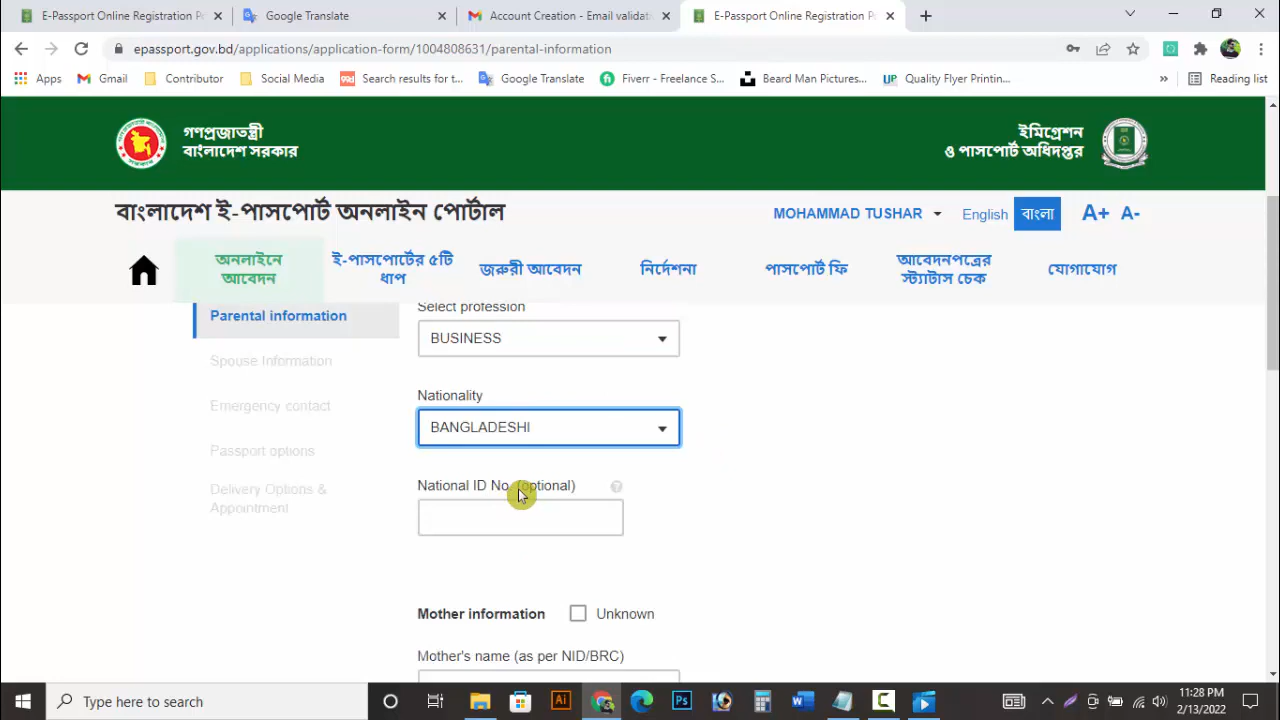 E-Passport Online Registration P
Google Translate
Account Creation - Email validat
E-Passport Online Registration P
epassport.gov.bd/applications/application-form/1004808631/parental-information
Apps
Gmail
Contributor
Social Media
Search results for t...
Google Translate
Fiverr - Freelance S...
Beard Man Pictures...
UP
Quality Flyer Printin...
»
Reading list
গণপ্রজাতন্ত্রী
বাংলাদেশ সরকার
ইমিগ্রেশন
ও পাসপোর্ট অধিদপ্তর
বাংলাদেশ ই-পাসপোর্ট অনলাইন পোর্টাল
MOHAMMAD TUSHAR
English
বাংলা
A+ A-
অনলাইনে
আবেদন
ই-পাসপোর্টের ৫টি
ধাপ
জরুরী আবেদন
নির্দেশনা
পাসপোর্ট ফি
আবেদনপত্রের
স্ট্যাটাস চেক
যোগাযোগ
Parental information
Spouse Information
Emergency contact
Passport options
Delivery Options &
Appointment
Select profession
BUSINESS
Nationality
BANGLADESHI
National ID No. (optional)
?
Mother information
Unknown
Mother's name (as per NID/BRC)
Type here to search
Ai
Ps
W
C
11:28 PM
2/13/2022